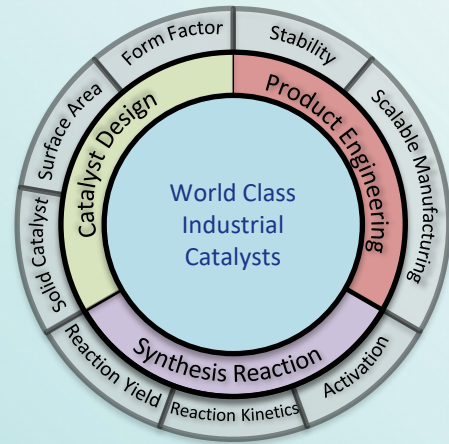 Form Factor
Stability
Surface Area
Scalable Manufacturing
Catalyst Design
Product Engineering
World Class
Industrial
Catalysts
Solid Catalyst
Synthesis Reaction
Reaction Yield
Reaction Kinetics
Activation